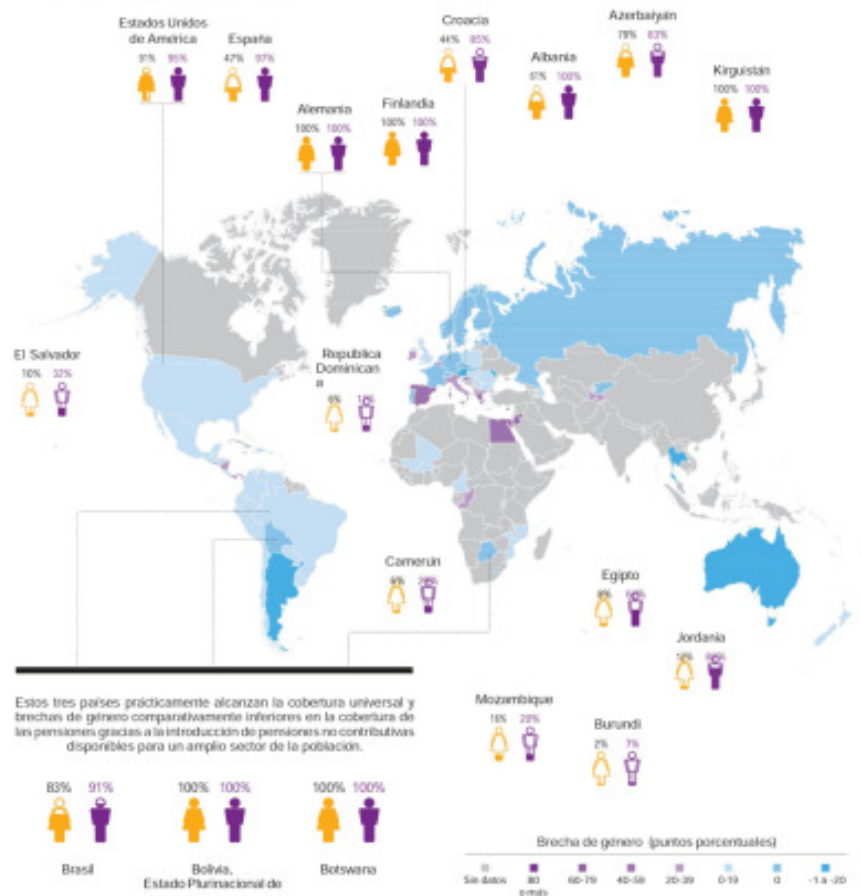 Estados Unidos
de América
91% 95%
España
47% 97%
Alemania
100% 100%
Finlandia
100% 100%
Croacia
44% 85%
Albania
61% 100%
Azerbaiyán
79% 83%
Kirguistán
100% 100%
El Salvador
10% 32%
República
Dominican
a
6%
Camerún
6%
Egipto
8%
Jordania
Mozambique
16% 20%
Burundi
2% 7%
Estos tres países prácticamente alcanzan la cobertura universal y
brechas de género comparativamente inferiores en la cobertura de
las pensiones gracias a la introducción de pensiones no contributivas
disponibles para un amplio sector de la población.
83% 91%
Brasil
100% 100%
Bolivia,
Estado Plurinacional de
100% 100%
Botswana
Brecha de género (puntos porcentuales)
Sin datos
80
o más
60-79
40-59
20-39
0-19
0
-1 a -20